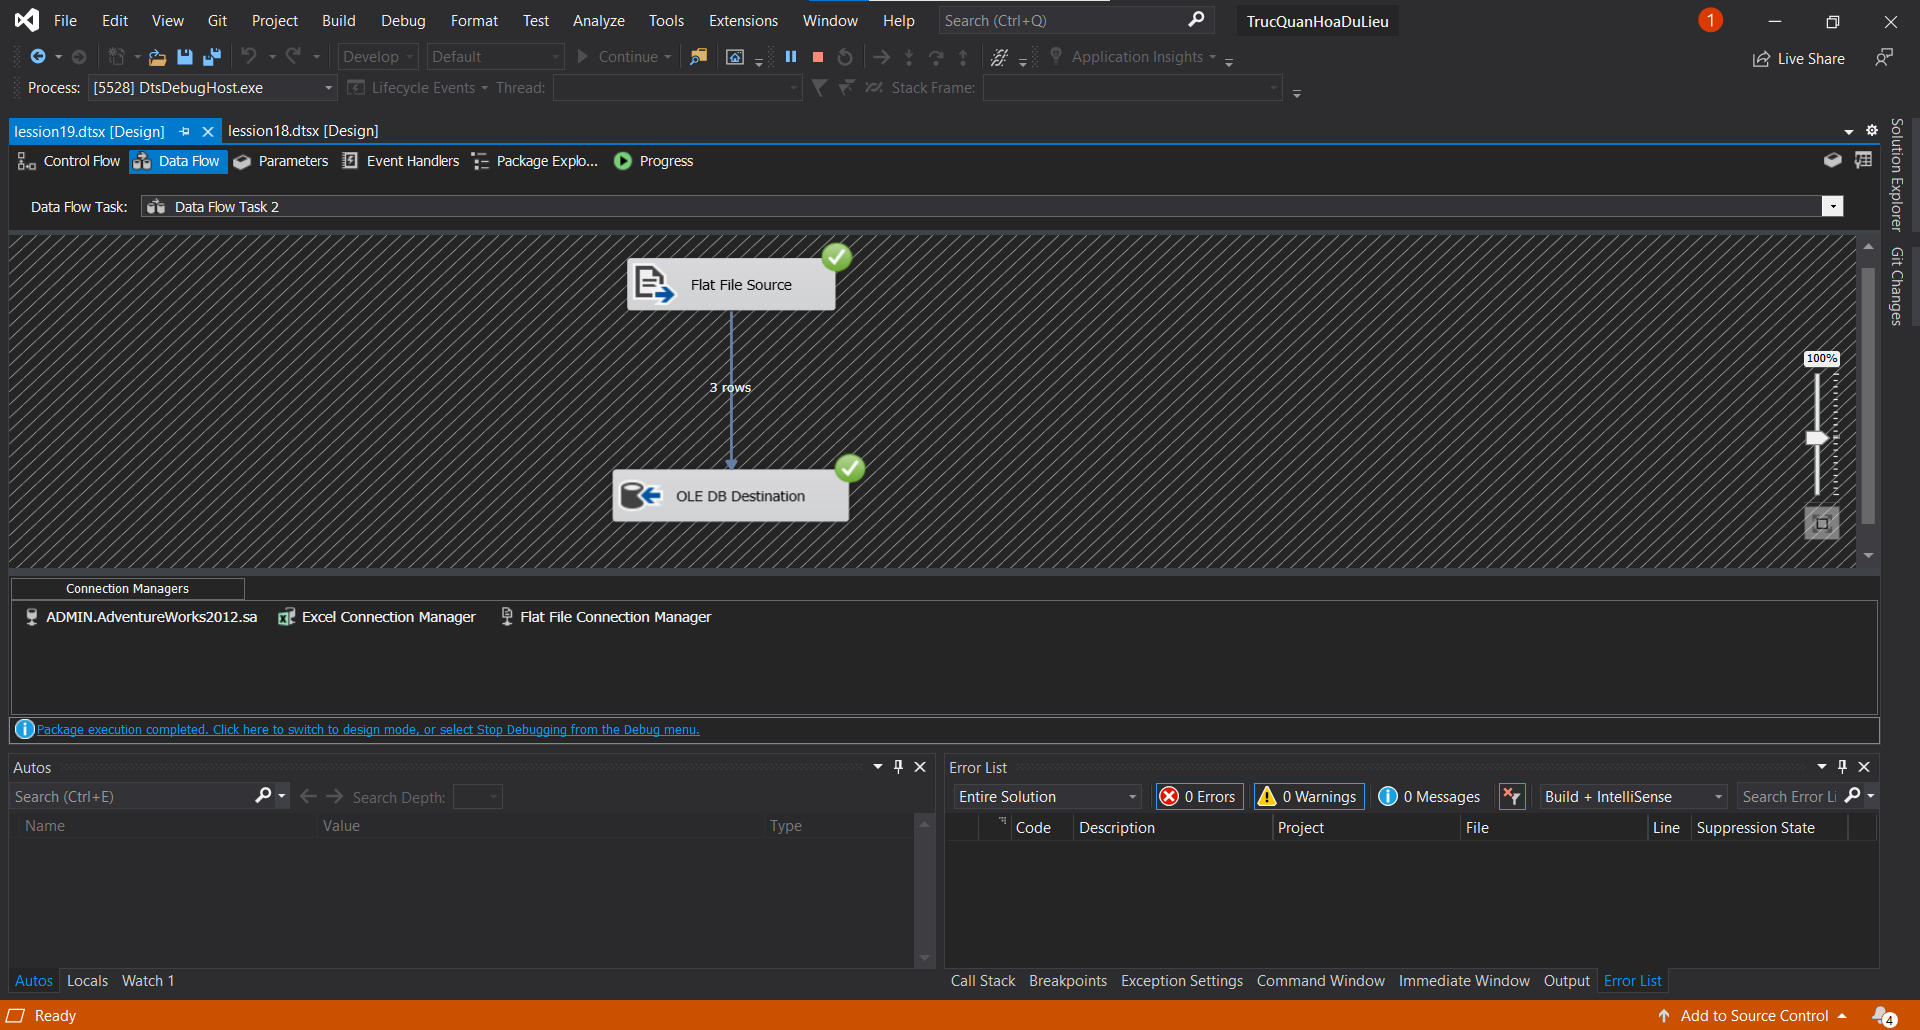 File Edit View Git Project Build Debug Format Test Analyze Tools Extensions Window Help Search (Ctrl+Q) TrucQuanHoaDuLieu 1
Develop Default Continue Application Insights Live Share
Process: [5528] DtsDebugHost.exe Lifecycle Events Thread: Stack Frame:
lession19.dtsx [Design] lession18.dtsx [Design]
Control Flow Data Flow Parameters Event Handlers Package Explo... Progress
Data Flow Task: Data Flow Task 2
Solution Explorer
Git Changes
Flat File Source
100%
3 rows
OLE DB Destination
Connection Managers
ADMIN.AdventureWorks2012.sa Excel Connection Manager Flat File Connection Manager
Package execution completed. Click here to switch to design mode, or select Stop Debugging from the Debug menu.
Autos
Search (Ctrl+E) Search Depth:
Name Value Type
Autos Locals Watch 1
Error List
Entire Solution 0 Errors 0 Warnings 0 Messages Build + IntelliSense Search Error Li
Code Description Project File Line Suppression State
Call Stack Breakpoints Exception Settings Command Window Immediate Window Output Error List
Ready Add to Source Control 4